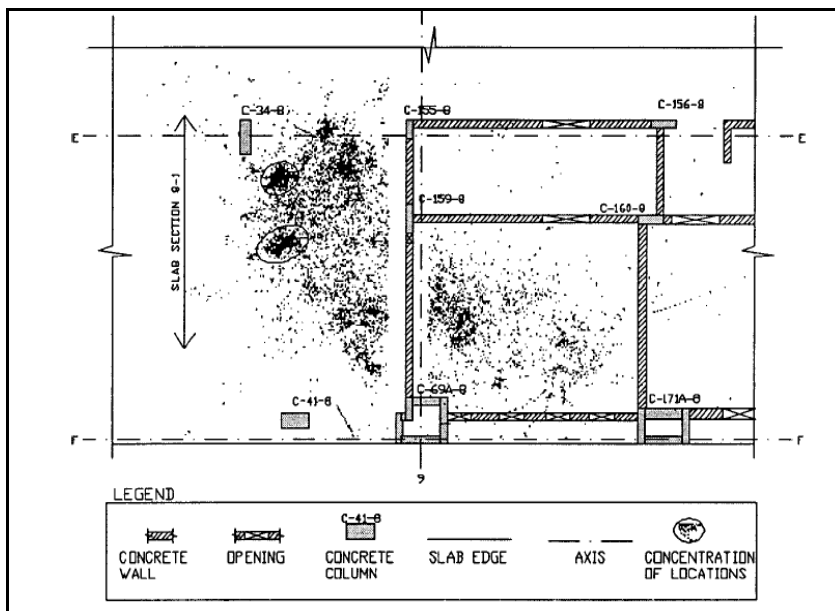 C-34-8
C-155-8
C-156-8
E
E
SLAB SECTION 8-1
C-159-8
C-160-8
C-69A-8
C-171A-8
C-41-8
F
F
9
LEGEND
C-41-8
CONCRETE WALL
OPENING
CONCRETE COLUMN
SLAB EDGE
AXIS
CONCENTRATION OF LOCATIONS